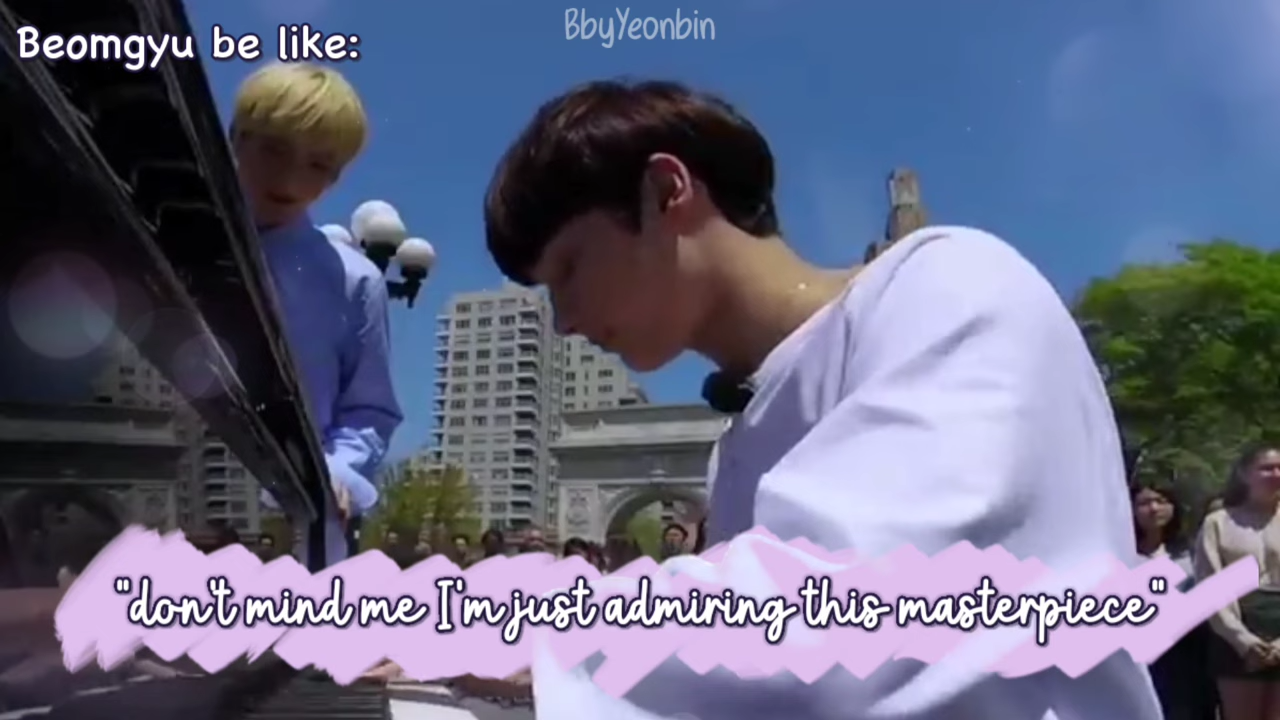 BbyYeonbin
Beomgyu be like:
"don't mind me I'm just admiring this masterpiece"